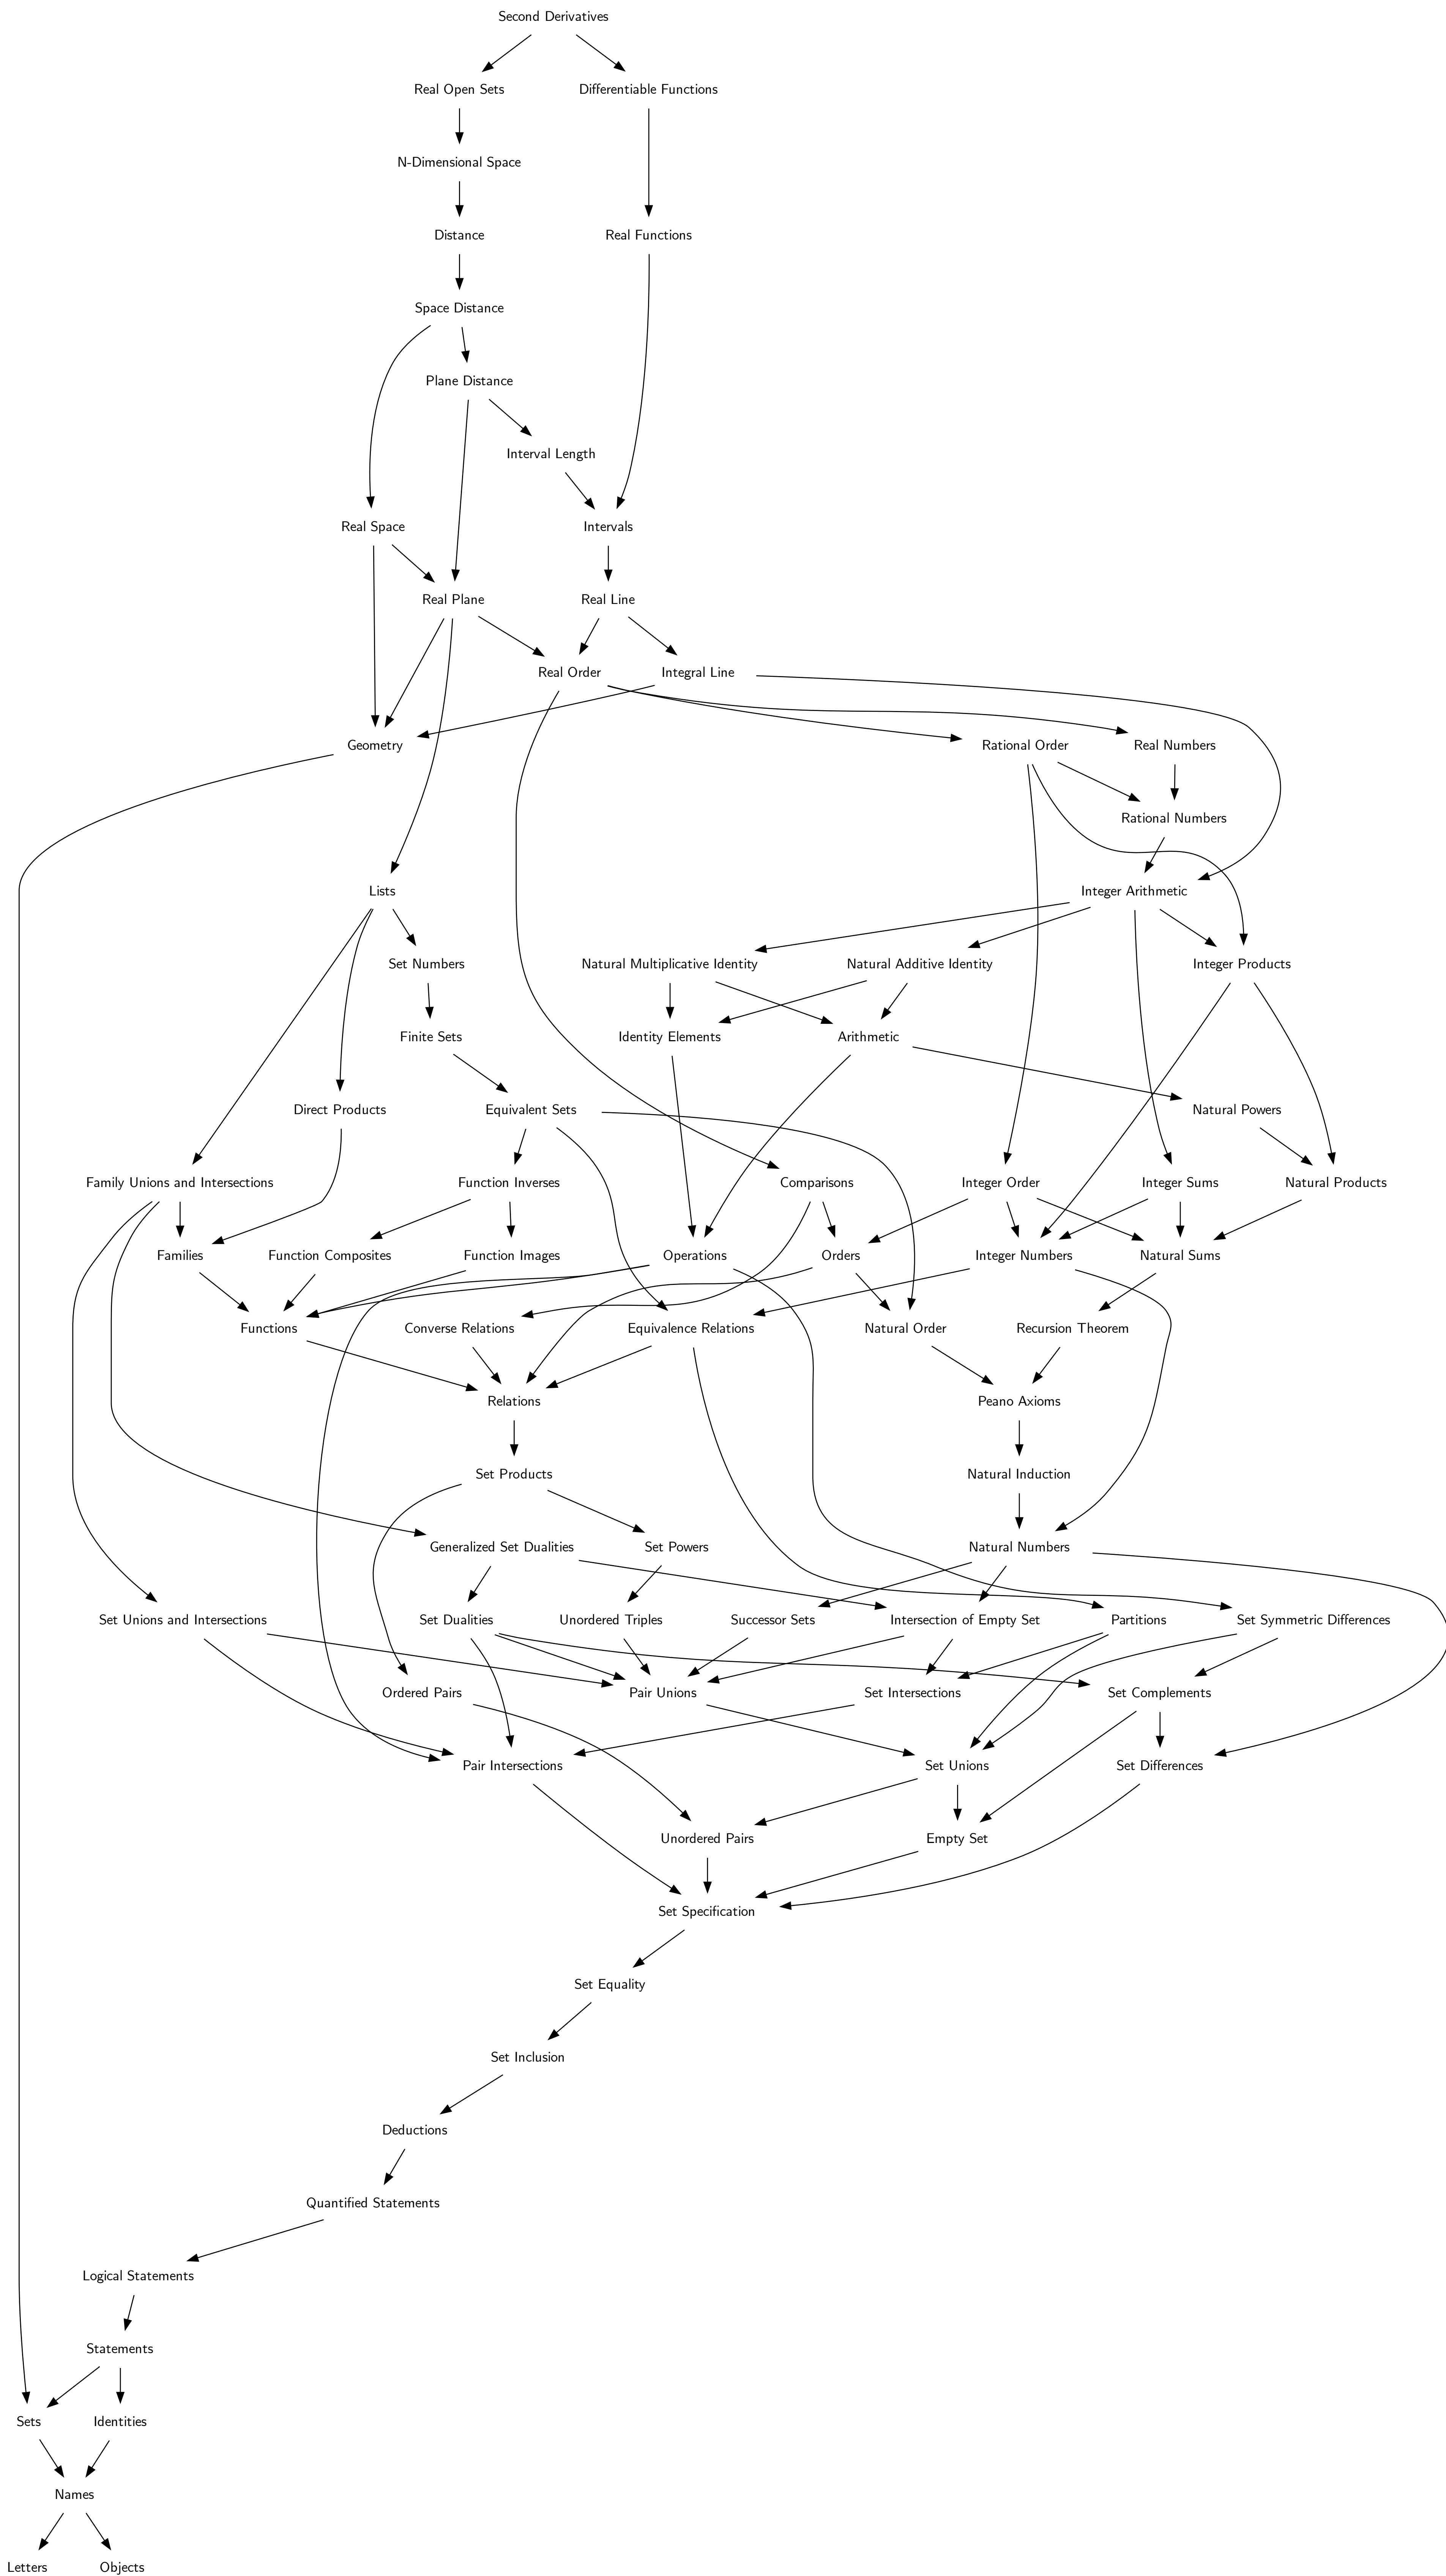 Second Derivatives
Real Open Sets
Differentiable Functions
N-Dimensional Space
Distance
Real Functions
Space Distance
Plane Distance
Interval Length
Real Space
Intervals
Real Plane
Real Line
Real Order
Integral Line
Geometry
Rational Order
Real Numbers
Rational Numbers
Lists
Integer Arithmetic
Set Numbers
Natural Multiplicative Identity
Natural Additive Identity
Integer Products
Finite Sets
Identity Elements
Arithmetic
Direct Products
Equivalent Sets
Natural Powers
Family Unions and Intersections
Function Inverses
Comparisons
Integer Order
Integer Sums
Natural Products
Families
Function Composites
Function Images
Operations
Orders
Integer Numbers
Natural Sums
Functions
Converse Relations
Equivalence Relations
Natural Order
Recursion Theorem
Relations
Peano Axioms
Set Products
Natural Induction
Generalized Set Dualities
Set Powers
Natural Numbers
Set Unions and Intersections
Set Dualities
Unordered Triples
Successor Sets
Intersection of Empty Set
Partitions
Set Symmetric Differences
Ordered Pairs
Pair Unions
Set Intersections
Set Complements
Pair Intersections
Set Unions
Set Differences
Unordered Pairs
Empty Set
Set Specification
Set Equality
Set Inclusion
Deductions
Quantified Statements
Logical Statements
Statements
Sets
Identities
Names
Letters
Objects